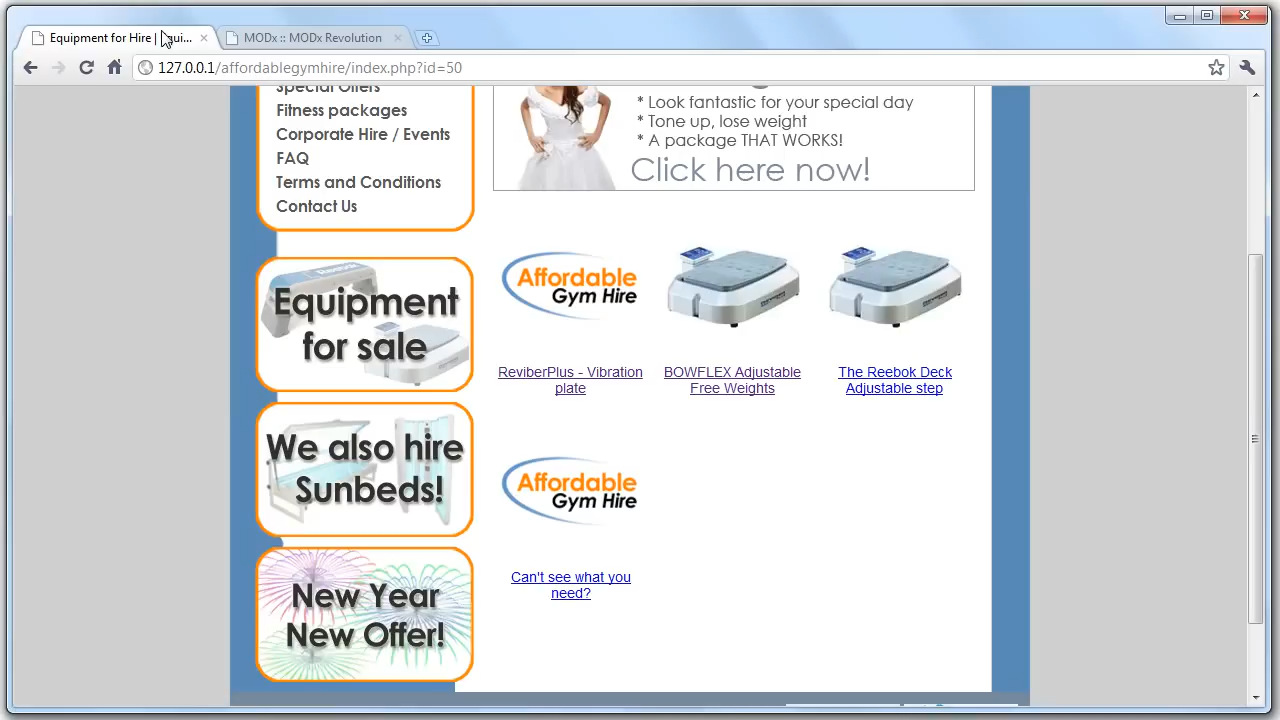 Equipment for Hire | Equi...
MODx :: MODx Revolution
127.0.0.1/affordablegymhire/index.php?id=50
Special Offers
Fitness packages
Corporate Hire / Events
FAQ
Terms and Conditions
Contact Us
* Look fantastic for your special day
* Tone up, lose weight
* A package THAT WORKS!
Click here now!
Equipment
for sale
We also hire
Sunbeds!
New Year
New Offer!
Affordable
Gym Hire
ReviberPlus - Vibration
plate
BOWFLEX Adjustable
Free Weights
The Reebok Deck
Adjustable step
Affordable
Gym Hire
Can't see what you
need?